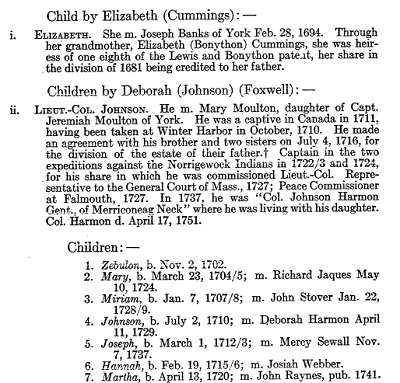 Child by Elizabeth (Cummings): —
i. ELIZABETH. She m. Joseph Banks of York Feb. 28, 1694. Through
her grandmother, Elizabeth (Bonython) Cummings, she was heir-
ess of one eighth of the Lewis and Bonython patent, her share in
the division of 1681 being credited to her father.
Children by Deborah (Johnson) (Foxwell): —
ii. LIEUT.-COL. JOHNSON. He m. Mary Moulton, daughter of Capt.
Jeremiah Moulton of York. He was a captive in Canada in 1711,
having been taken at Winter Harbor in October, 1710. He made
an agreement with his brother and two sisters on July 4, 1716, for
the division of the estate of their father.† Captain in the two
expeditions against the Norrigewock Indians in 1722/3 and 1724,
for his share in which he was commissioned Lieut.-Col. Repre-
sentative to the General Court of Mass., 1727; Peace Commissioner
at Falmouth, 1727. In 1737, he was "Col. Johnson Harmon
Gent., of Merriconeag Neck" where he was living with his daughter.
Col. Harmon d. April 17, 1751.
Children: —
1. Zebulon, b. Nov. 2, 1702.
2. Mary, b. March 23, 1704/5; m. Richard Jaques May
10, 1724.
3. Miriam, b. Jan. 7, 1707/8; m. John Stover Jan. 22,
1728/9.
4. Johnson, b. July 2, 1710; m. Deborah Harmon April
11, 1729.
5. Joseph, b. March 1, 1712/3; m. Mercy Sewall Nov.
7, 1737.
6. Hannah, b. Feb. 19, 1715/6; m. Josiah Webber.
7. Martha, b. April 13, 1720; m. John Raynes, pub. 1741.